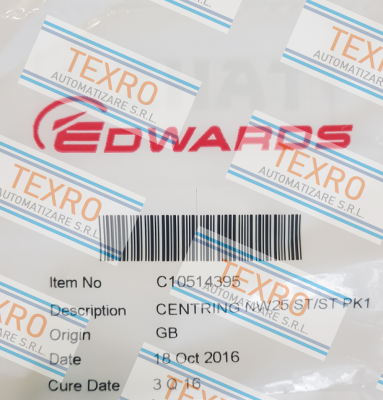 TEXRO
AUTOMATIZARE S.R.L.
EDWARDS
Item No C10514395
Description CENTRING NW25 ST/ST PK1
Origin GB
Date 18 Oct 2016
Cure Date 3 Q 16
TEXRO
AUTOMATIZARE S.R.L.
TEXRO
AUTOMATIZARE S.R.L.
TEXRO
AUTOMATIZARE S.R.L.